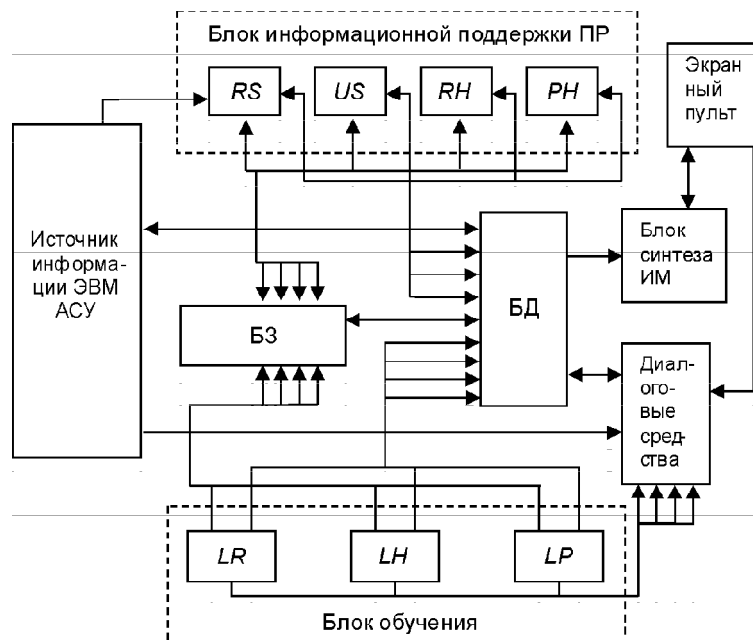 Блок информационной поддержки ПР
RS
US
RH
PH
Экран
ный
пульт
Источник
информа-
ции ЭВМ
АСУ
Блок
синтеза
ИМ
БЗ
БД
Диал-
огo-
вые
сред-
ства
LR
LH
LP
Блок обучения